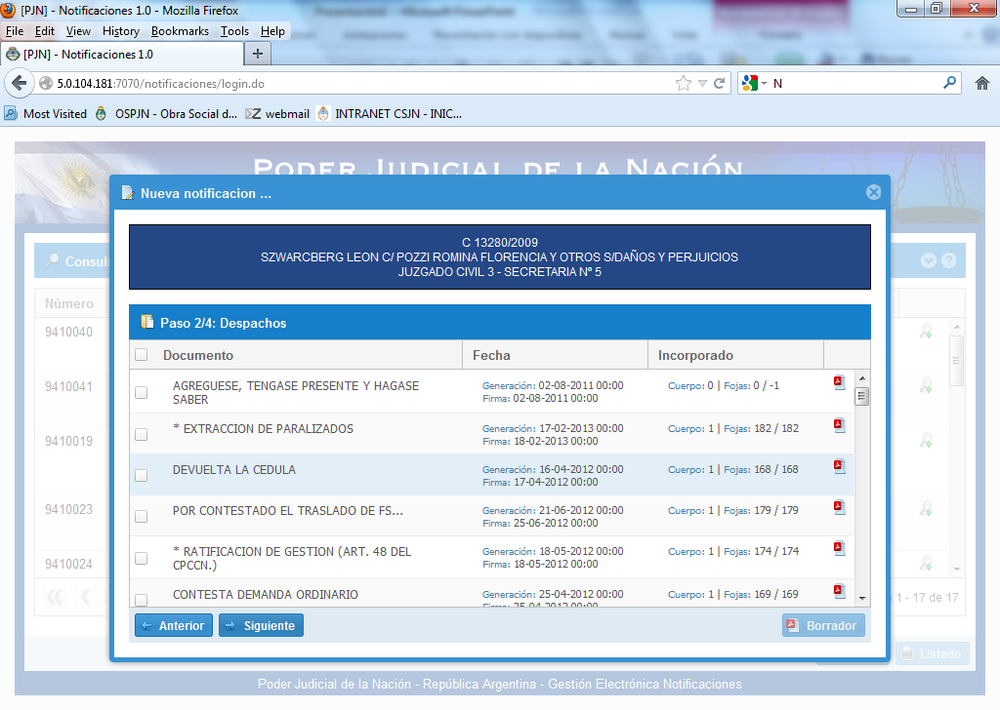 [PJN] - Notificaciones 1.0 - Mozilla Firefox
File Edit View History Bookmarks Tools Help
[PJN] - Notificaciones 1.0
5.0.104.181:7070/notificaciones/login.do
N
Most Visited OSPJN - Obra Social d... webmail INTRANET CSJN - INIC...
PODER JUDICIAL DE LA NACIÓN
Nueva notificacion ...
C 13280/2009
SZWARCBERG LEON C/ POZZI ROMINA FLORENCIA Y OTROS S/DAÑOS Y PERJUICIOS
JUZGADO CIVIL 3 - SECRETARIA Nº 5
Consul
Número
Paso 2/4: Despachos
9410040
Documento Fecha Incorporado
AGREGUESE, TENGASE PRESENTE Y HAGASE SABER Generación: 02-08-2011 00:00 Cuerpo: 0 | Fojas: 0 / -1
Firma: 02-08-2011 00:00
9410041
* EXTRACCION DE PARALIZADOS Generación: 17-02-2013 00:00 Cuerpo: 1 | Fojas: 182 / 182
Firma: 18-02-2013 00:00
9410019
DEVUELTA LA CEDULA Generación: 16-04-2012 00:00 Cuerpo: 1 | Fojas: 168 / 168
Firma: 17-04-2012 00:00
9410023
POR CONTESTADO EL TRASLADO DE FS... Generación: 21-06-2012 00:00 Cuerpo: 1 | Fojas: 179 / 179
Firma: 25-06-2012 00:00
9410024
* RATIFICACION DE GESTION (ART. 48 DEL CPCCN.) Generación: 18-05-2012 00:00 Cuerpo: 1 | Fojas: 174 / 174
Firma: 18-05-2012 00:00
CONTESTA DEMANDA ORDINARIO Generación: 25-04-2012 00:00 Cuerpo: 1 | Fojas: 169 / 169
Firma: 25-04-2012 00:00
1 - 17 de 17
Anterior Siguiente Borrador
Listado
Poder Judicial de la Nación - República Argentina - Gestión Electrónica Notificaciones